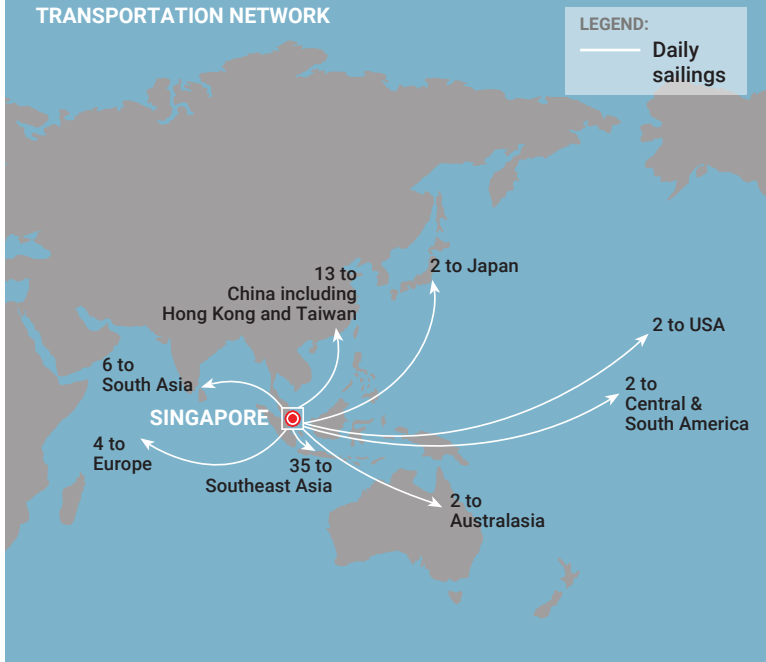 TRANSPORTATION NETWORK
LEGEND:
Daily
sailings
13 to
China including
Hong Kong and Taiwan
2 to Japan
2 to USA
6 to
South Asia
2 to
Central &
South America
SINGAPORE
4 to
Europe
35 to
Southeast Asia
2 to
Australasia